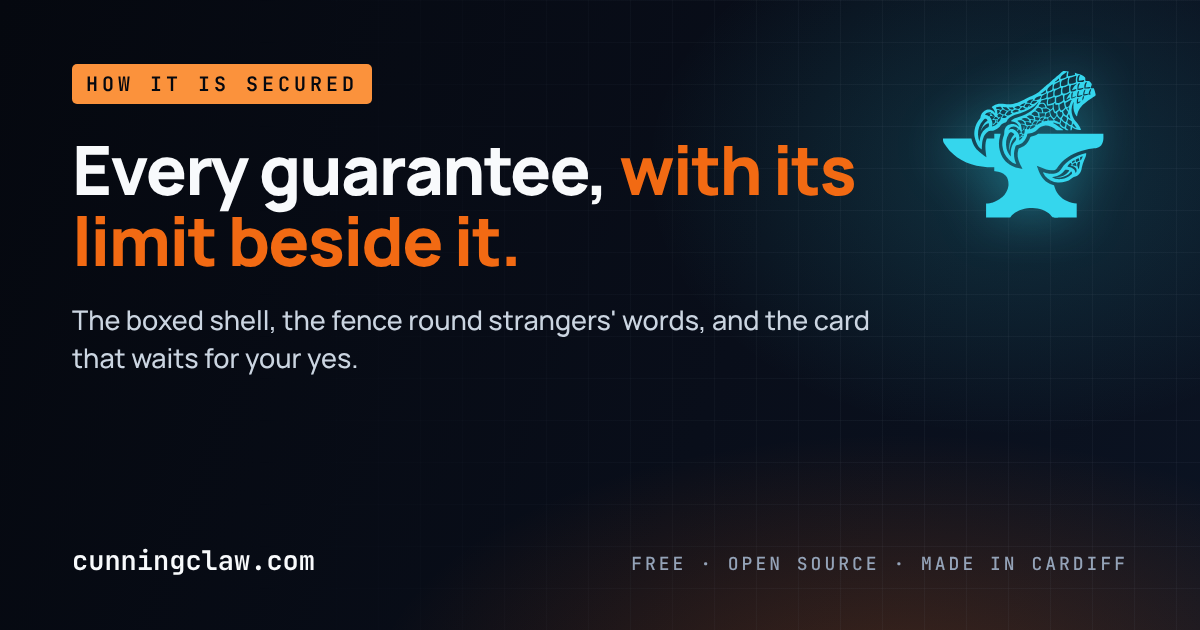 HOW IT IS SECURED
Every guarantee, with its
limit beside it.
The boxed shell, the fence round strangers' words, and the card
that waits for your yes.
cunningclaw.com
FREE · OPEN SOURCE · MADE IN CARDIFF